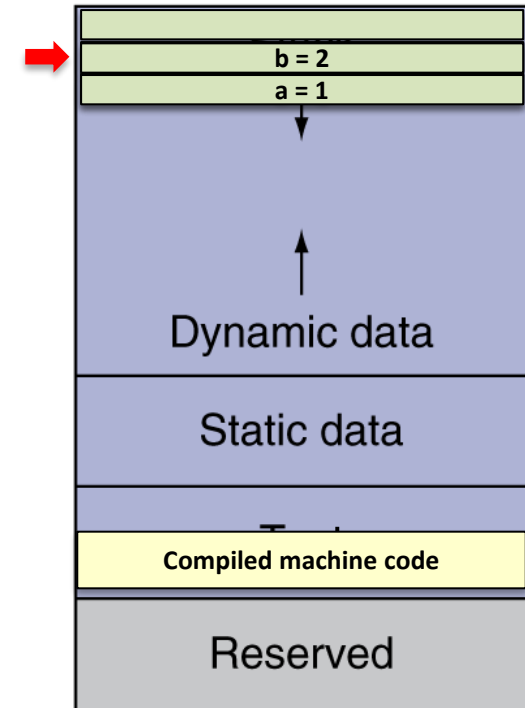 b = 2
a = 1
Dynamic data
Static data
Compiled machine code
Reserved